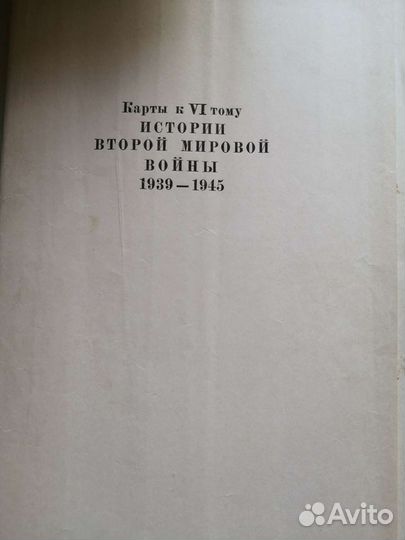 Карты к VI тому
ИСТОРИИ
ВТОРОЙ МИРОВОЙ
ВОЙНЫ
1939—1945
Avito